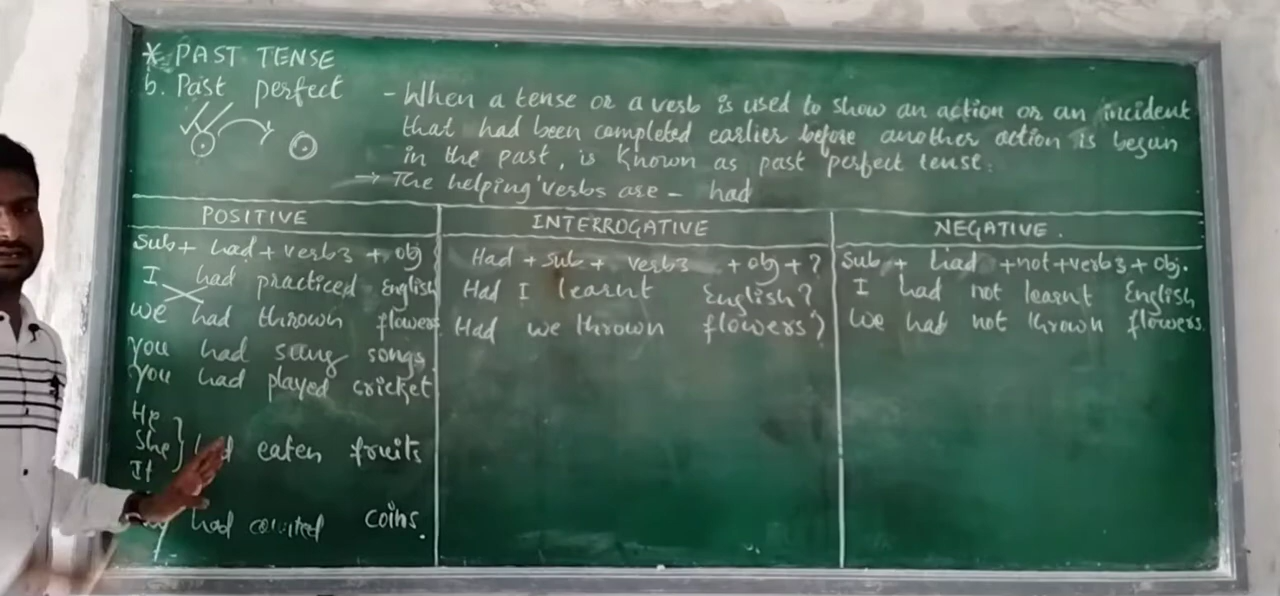 * PAST TENSE
b. Past perfect
- When a tense or a verb is used to show an action or an incident
that had been completed earlier before another action is begun
in the past, is known as past perfect tense.
→ The helping verbs are - had
POSITIVE
Sub + had + verb3 + obj
I had practiced English
We had thrown flowers
You had sung songs
You had played cricket
He
She } had eaten fruits
It
had counted coins.
INTERROGATIVE
Had + sub + verb3 + obj + ?
Had I learnt English?
Had we thrown flowers?
NEGATIVE.
Sub + had + not + verb3 + obj.
I had not learnt English
We had not thrown flowers.